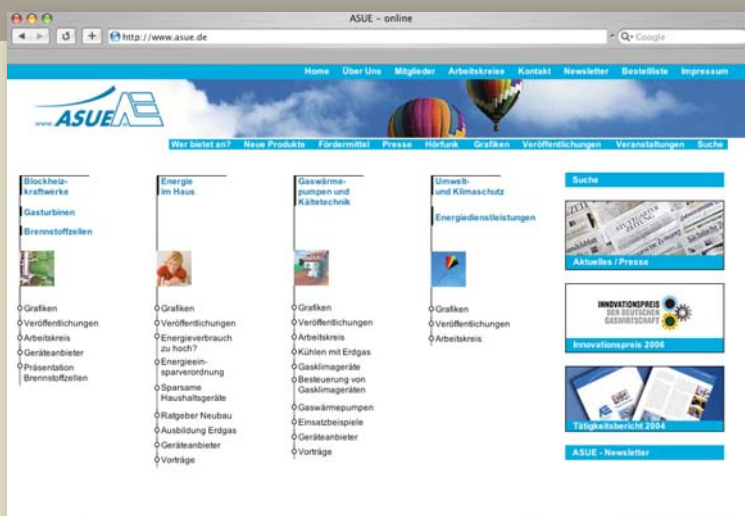 ASUE – online
http://www.asue.de
Google
Home Über Uns Mitglieder Arbeitskreise Kontakt Newsletter Bestellliste Impressum
www. ASUE
Wer bietet an? Neue Produkte Fördermittel Presse Hörfunk Grafiken Veröffentlichungen Veranstaltungen Suche
Blockheiz-
kraftwerke
Gasturbinen
Brennstoffzellen
Grafiken
Veröffentlichungen
Arbeitskreis
Geräteanbieter
Präsentation
Brennstoffzellen
Energie
im Haus
Grafiken
Veröffentlichungen
Energieverbrauch
zu hoch?
Energieein-
sparverordnung
Sparsame
Haushaltsgeräte
Ratgeber Neubau
Ausbildung Erdgas
Geräteanbieter
Vorträge
Gaswärme-
pumpen und
Kältetechnik
Grafiken
Veröffentlichungen
Arbeitskreis
Kühlen mit Erdgas
Gasklimageräte
Besteuerung von
Gasklimageräten
Gaswärmepumpen
Einsatzbeispiele
Geräteanbieter
Vorträge
Umwelt-
und Klimaschutz
Energiedienstleistungen
Grafiken
Veröffentlichungen
Arbeitskreis
Suche
STUTTGARTER
ZEITUNG
Aktuelles / Presse
INNOVATIONSPREIS
DER DEUTSCHEN
GASWIRTSCHAFT
Innovationspreis 2006
Tätigkeitsbericht 2004
ASUE - Newsletter